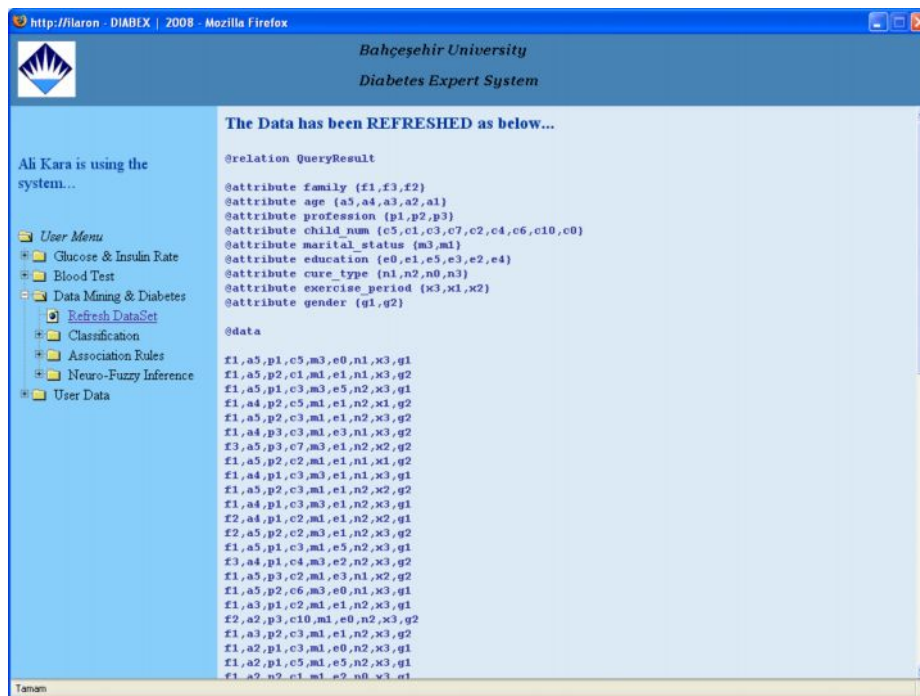 http://ilaron - DIABEX | 2008 - Mozilla Firefox
Bahçeşehir University
Diabetes Expert System
Ali Kara is using the
system...
User Menu
Glucose & Insulin Rate
Blood Test
Data Mining & Diabetes
Refresh DataSet
Classification
Association Rules
Neuro-Fuzzy Inference
User Data
The Data has been REFRESHED as below...
@relation QueryResult
@attribute family {f1,f3,f2}
@attribute age {a5,a4,a3,a2,a1}
@attribute profession {p1,p2,p3}
@attribute child_num {c5,c1,c3,c7,c2,c4,c6,c10,c0}
@attribute marital_status {m3,m1}
@attribute education {e0,e1,e5,e3,e2,e4}
@attribute cure_type {n1,n2,n0,n3}
@attribute exercise_period {x3,x1,x2}
@attribute gender {g1,g2}
@data
f1,a5,p1,c5,m3,e0,n1,x3,g1
f1,a5,p2,c1,m1,e1,n1,x3,g2
f1,a5,p1,c3,m3,e5,n2,x3,g1
f1,a4,p2,c5,m1,e1,n2,x1,g2
f1,a5,p2,c3,m1,e1,n2,x3,g2
f1,a4,p3,c3,m1,e3,n1,x3,g2
f3,a5,p3,c7,m3,e1,n2,x2,g2
f1,a5,p2,c2,m1,e1,n1,x1,g2
f1,a4,p1,c3,m3,e1,n1,x3,g1
f1,a5,p2,c3,m1,e1,n2,x2,g2
f1,a4,p1,c3,m3,e1,n2,x3,g1
f2,a4,p1,c2,m1,e1,n2,x2,g1
f2,a5,p2,c2,m3,e1,n2,x3,g2
f1,a5,p1,c3,m1,e5,n2,x3,g1
f3,a4,p1,c4,m3,e2,n2,x3,g2
f1,a5,p3,c2,m1,e3,n1,x2,g2
f1,a5,p2,c6,m3,e0,n1,x3,g1
f1,a3,p1,c2,m1,e1,n2,x3,g1
f2,a2,p3,c10,m1,e0,n2,x3,g2
f1,a3,p2,c3,m1,e1,n2,x3,g2
f1,a2,p1,c3,m1,e0,n2,x3,g1
f1,a2,p1,c5,m1,e5,n2,x3,g1
f1,a2,p2,c1,m1,e2,n0,x3,g1
Tamam